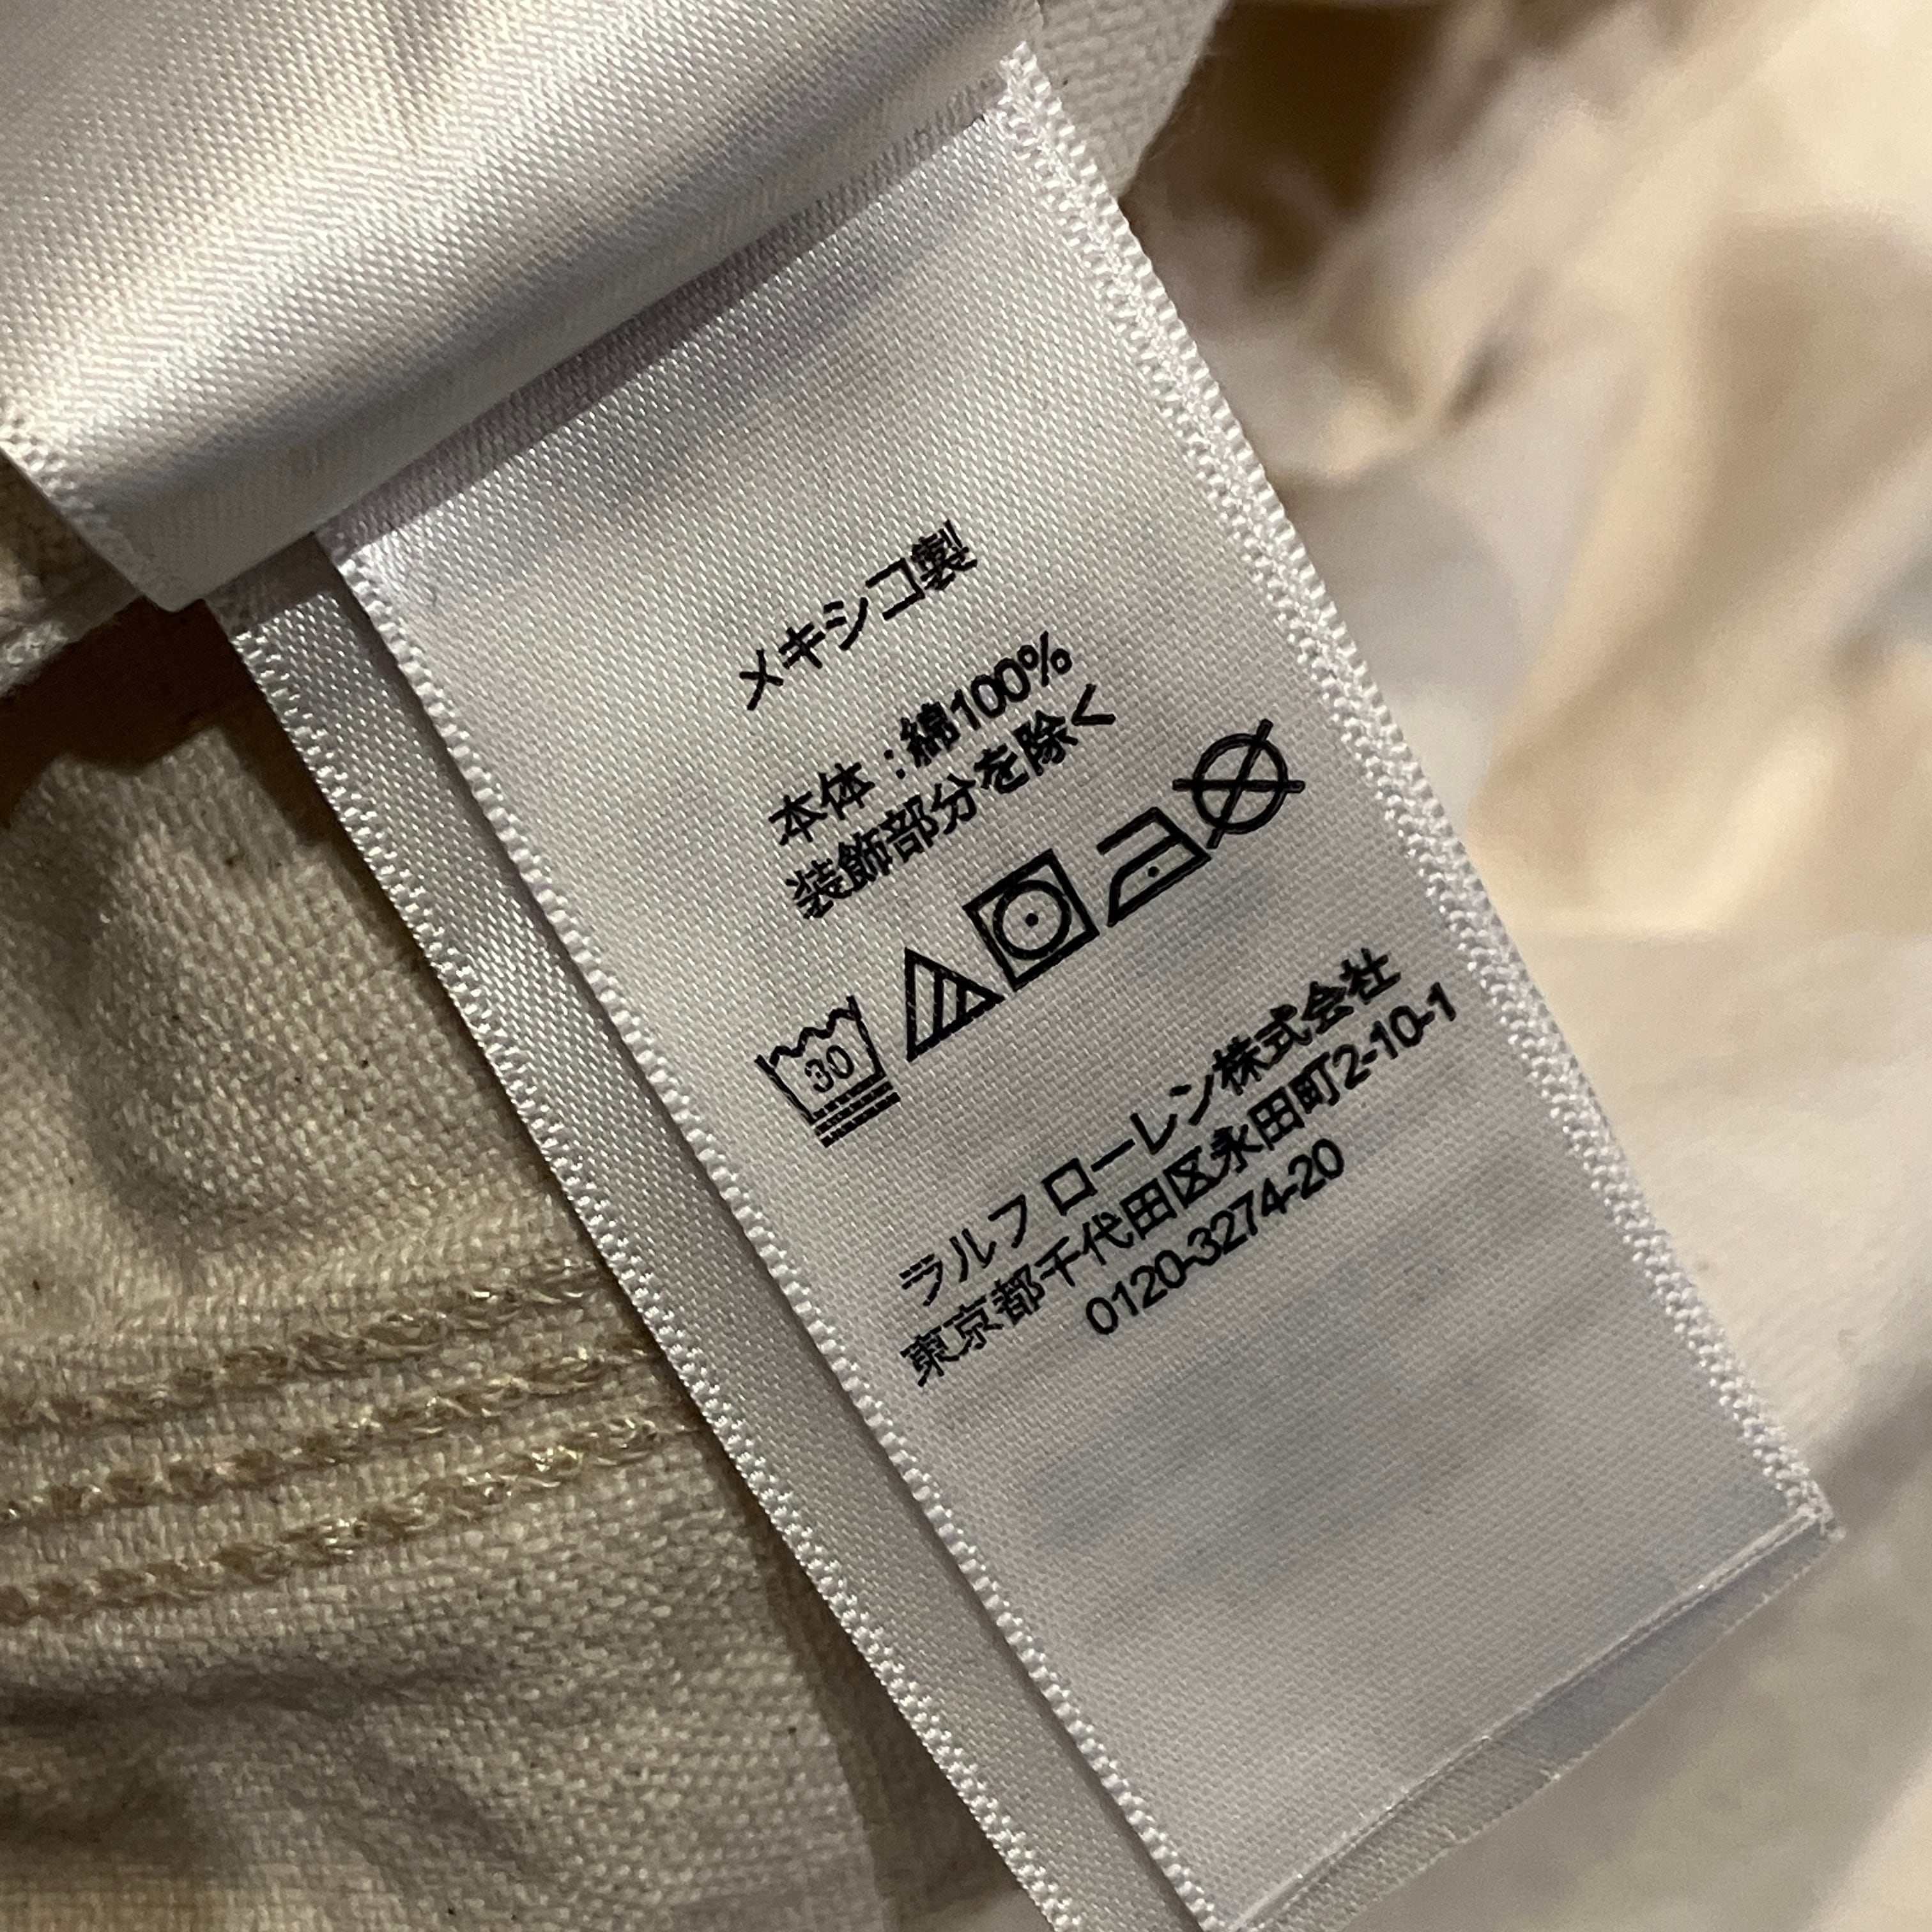 メキシコ製
本体:綿100%
装飾部分を除く
30
ラルフ ローレン株式会社
東京都千代田区永田町2-10-1
0120-3274-20